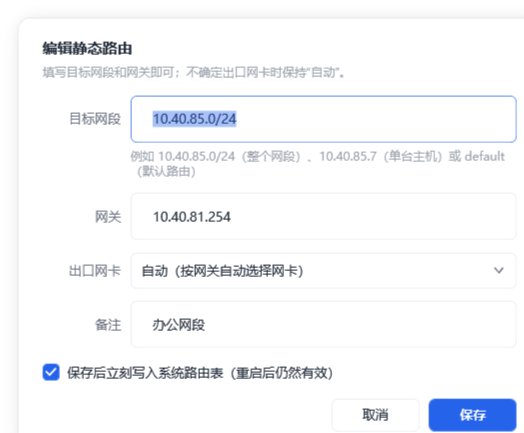 编辑静态路由
填写目标网段和网关即可；不确定出口网卡时保持“自动”。
目标网段 10.40.85.0/24
例如 10.40.85.0/24（整个网段）、10.40.85.7（单台主机）或 default
（默认路由）
网关 10.40.81.254
出口网卡 自动（按网关自动选择网卡）
备注 办公网段
保存后立刻写入系统路由表（重启后仍然有效）
取消 保存